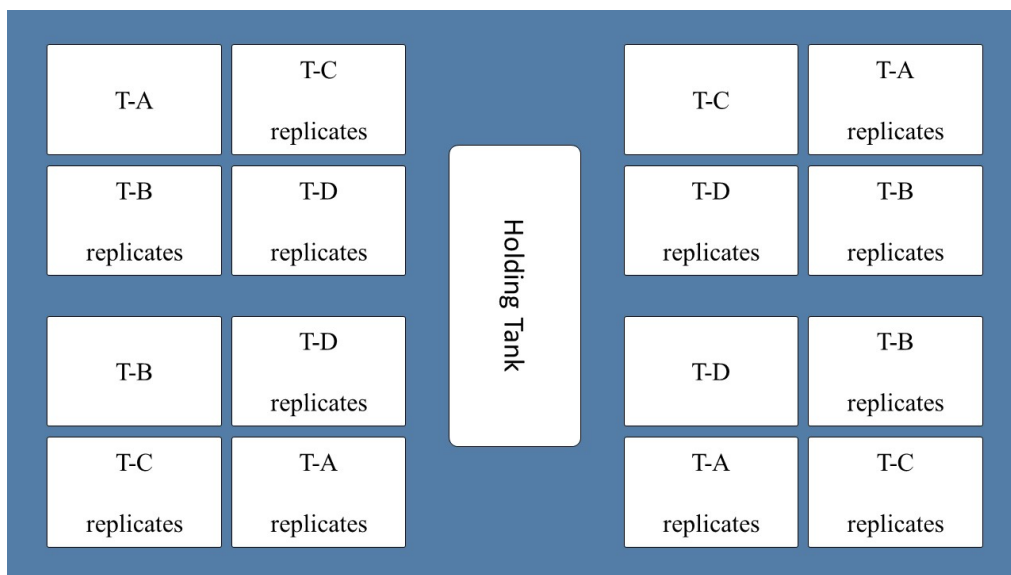 T-A
T-C
replicates
T-B
replicates
T-D
replicates
T-B
T-D
replicates
T-C
replicates
T-A
replicates
Holding Tank
T-C
T-A
replicates
T-D
replicates
T-B
replicates
T-D
T-B
replicates
T-A
replicates
T-C
replicates